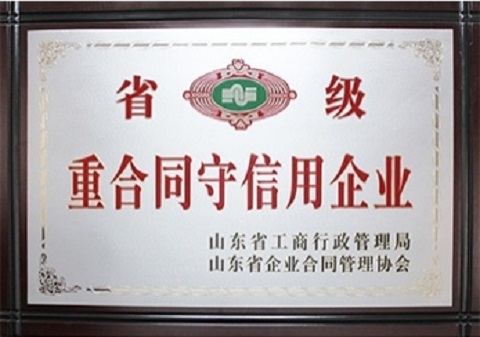 省级
重合同守信用企业
山东省工商行政管理局
山东省企业合同管理协会